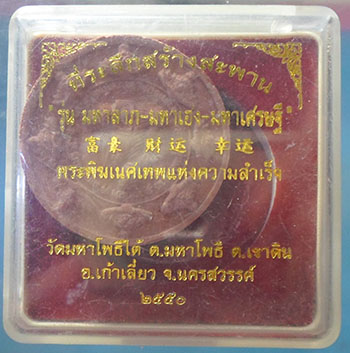 ที่ระลึกสร้างสะพาน
รุ่น มหาลาภ-มหาเฮง-มหาเศรษฐี
富豪 财运 幸运
พระพิฆเนศเทพแห่งความสำเร็จ
วัดมหาโพธิใต้ ต.มหาโพธิ ต.เขาดิน
อ.เก้าเลี้ยว จ.นครสวรรค์
๒๕๕๐